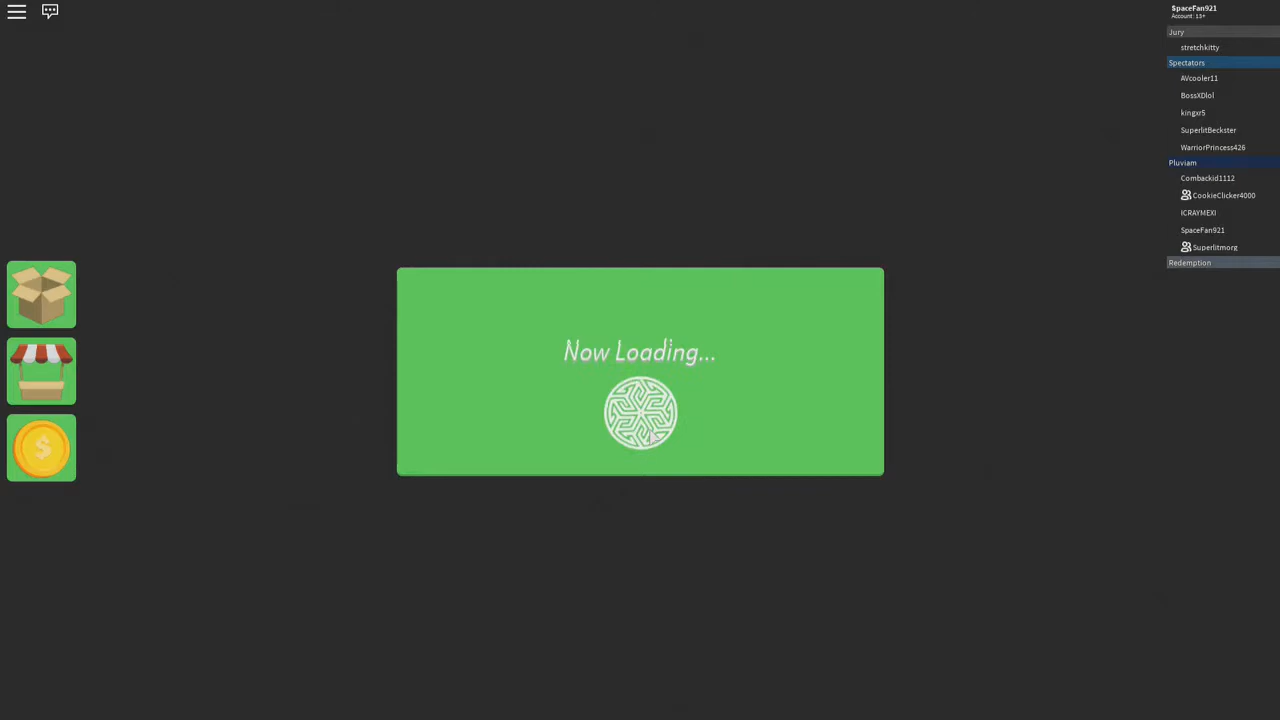 SpaceFan921
Account: 13+
Jury
stretchkitty
Spectators
AVcooler11
BossXDlol
kingxr5
SuperlitBeckster
WarriorPrincess426
Pluviam
Combackid1112
CookieClicker4000
ICRAYMEXI
SpaceFan921
Superlitmorg
Redemption
Now Loading...
$